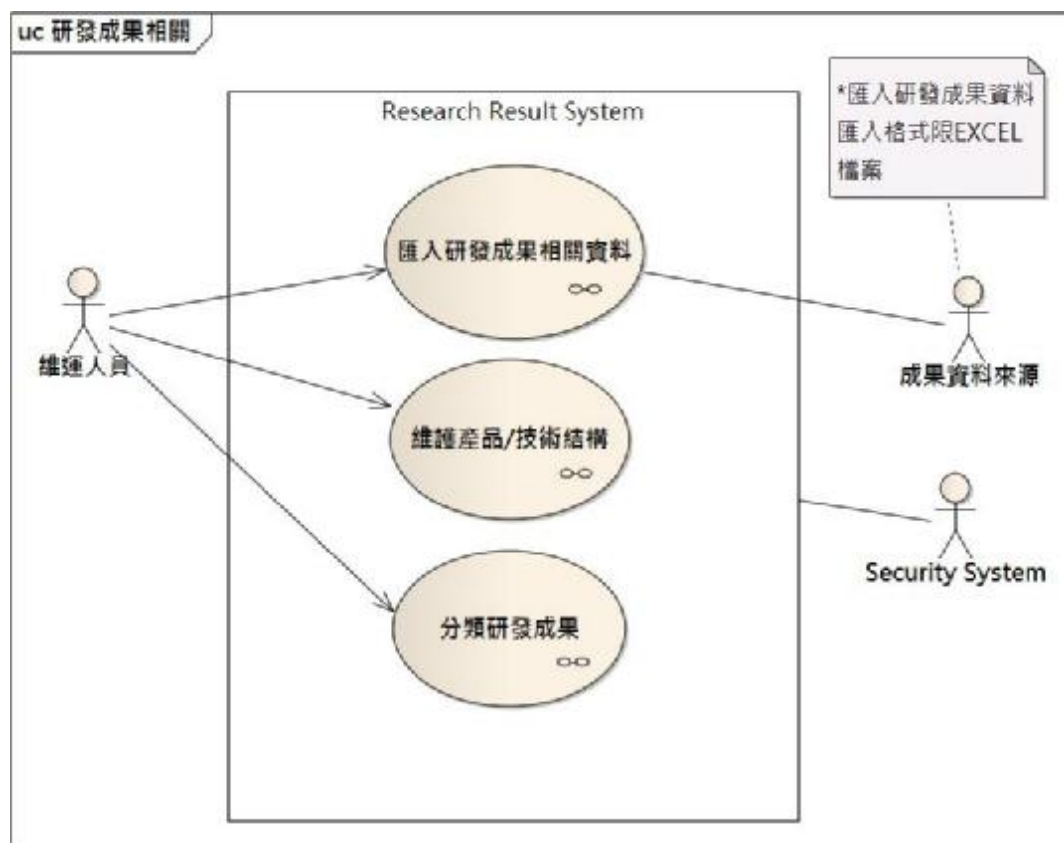 uc 研發成果相關
*匯入研發成果資料
匯入格式限EXCEL
檔案
Research Result System
匯入研發成果相關資料
維運人員
成果資料來源
維護產品/技術結構
Security System
分類研發成果